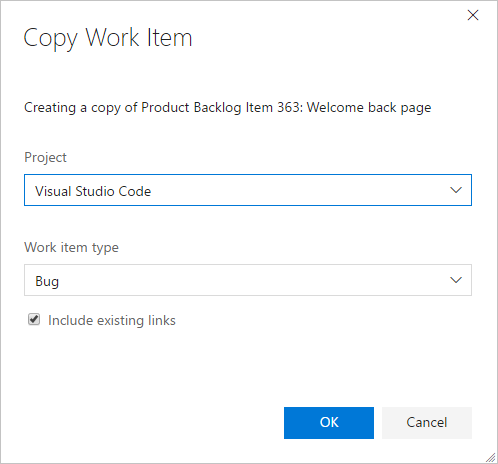 Copy Work Item
Creating a copy of Product Backlog Item 363: Welcome back page
Project
Visual Studio Code
Work item type
Bug
Include existing links
OK Cancel